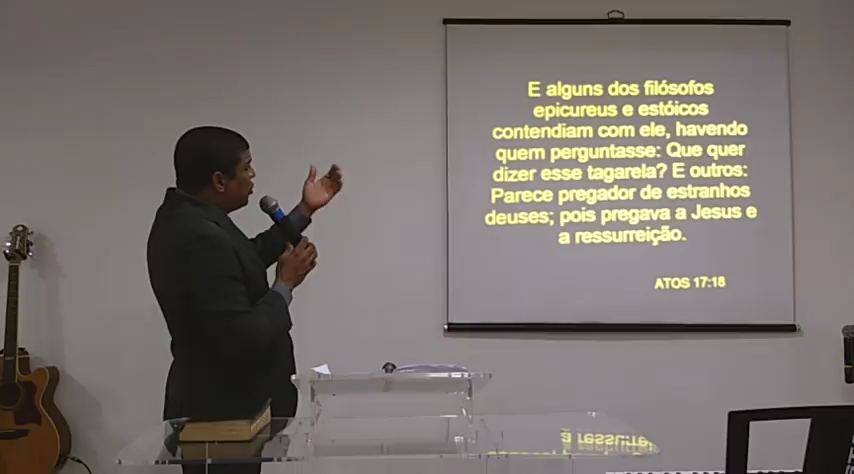 E alguns dos filósofos
epicureus e estóicos
contendiam com ele, havendo
quem perguntasse: Que quer
dizer esse tagarela? E outros:
Parece pregador de estranhos
deuses; pois pregava a Jesus e
a ressurreição.
ATOS 17:18